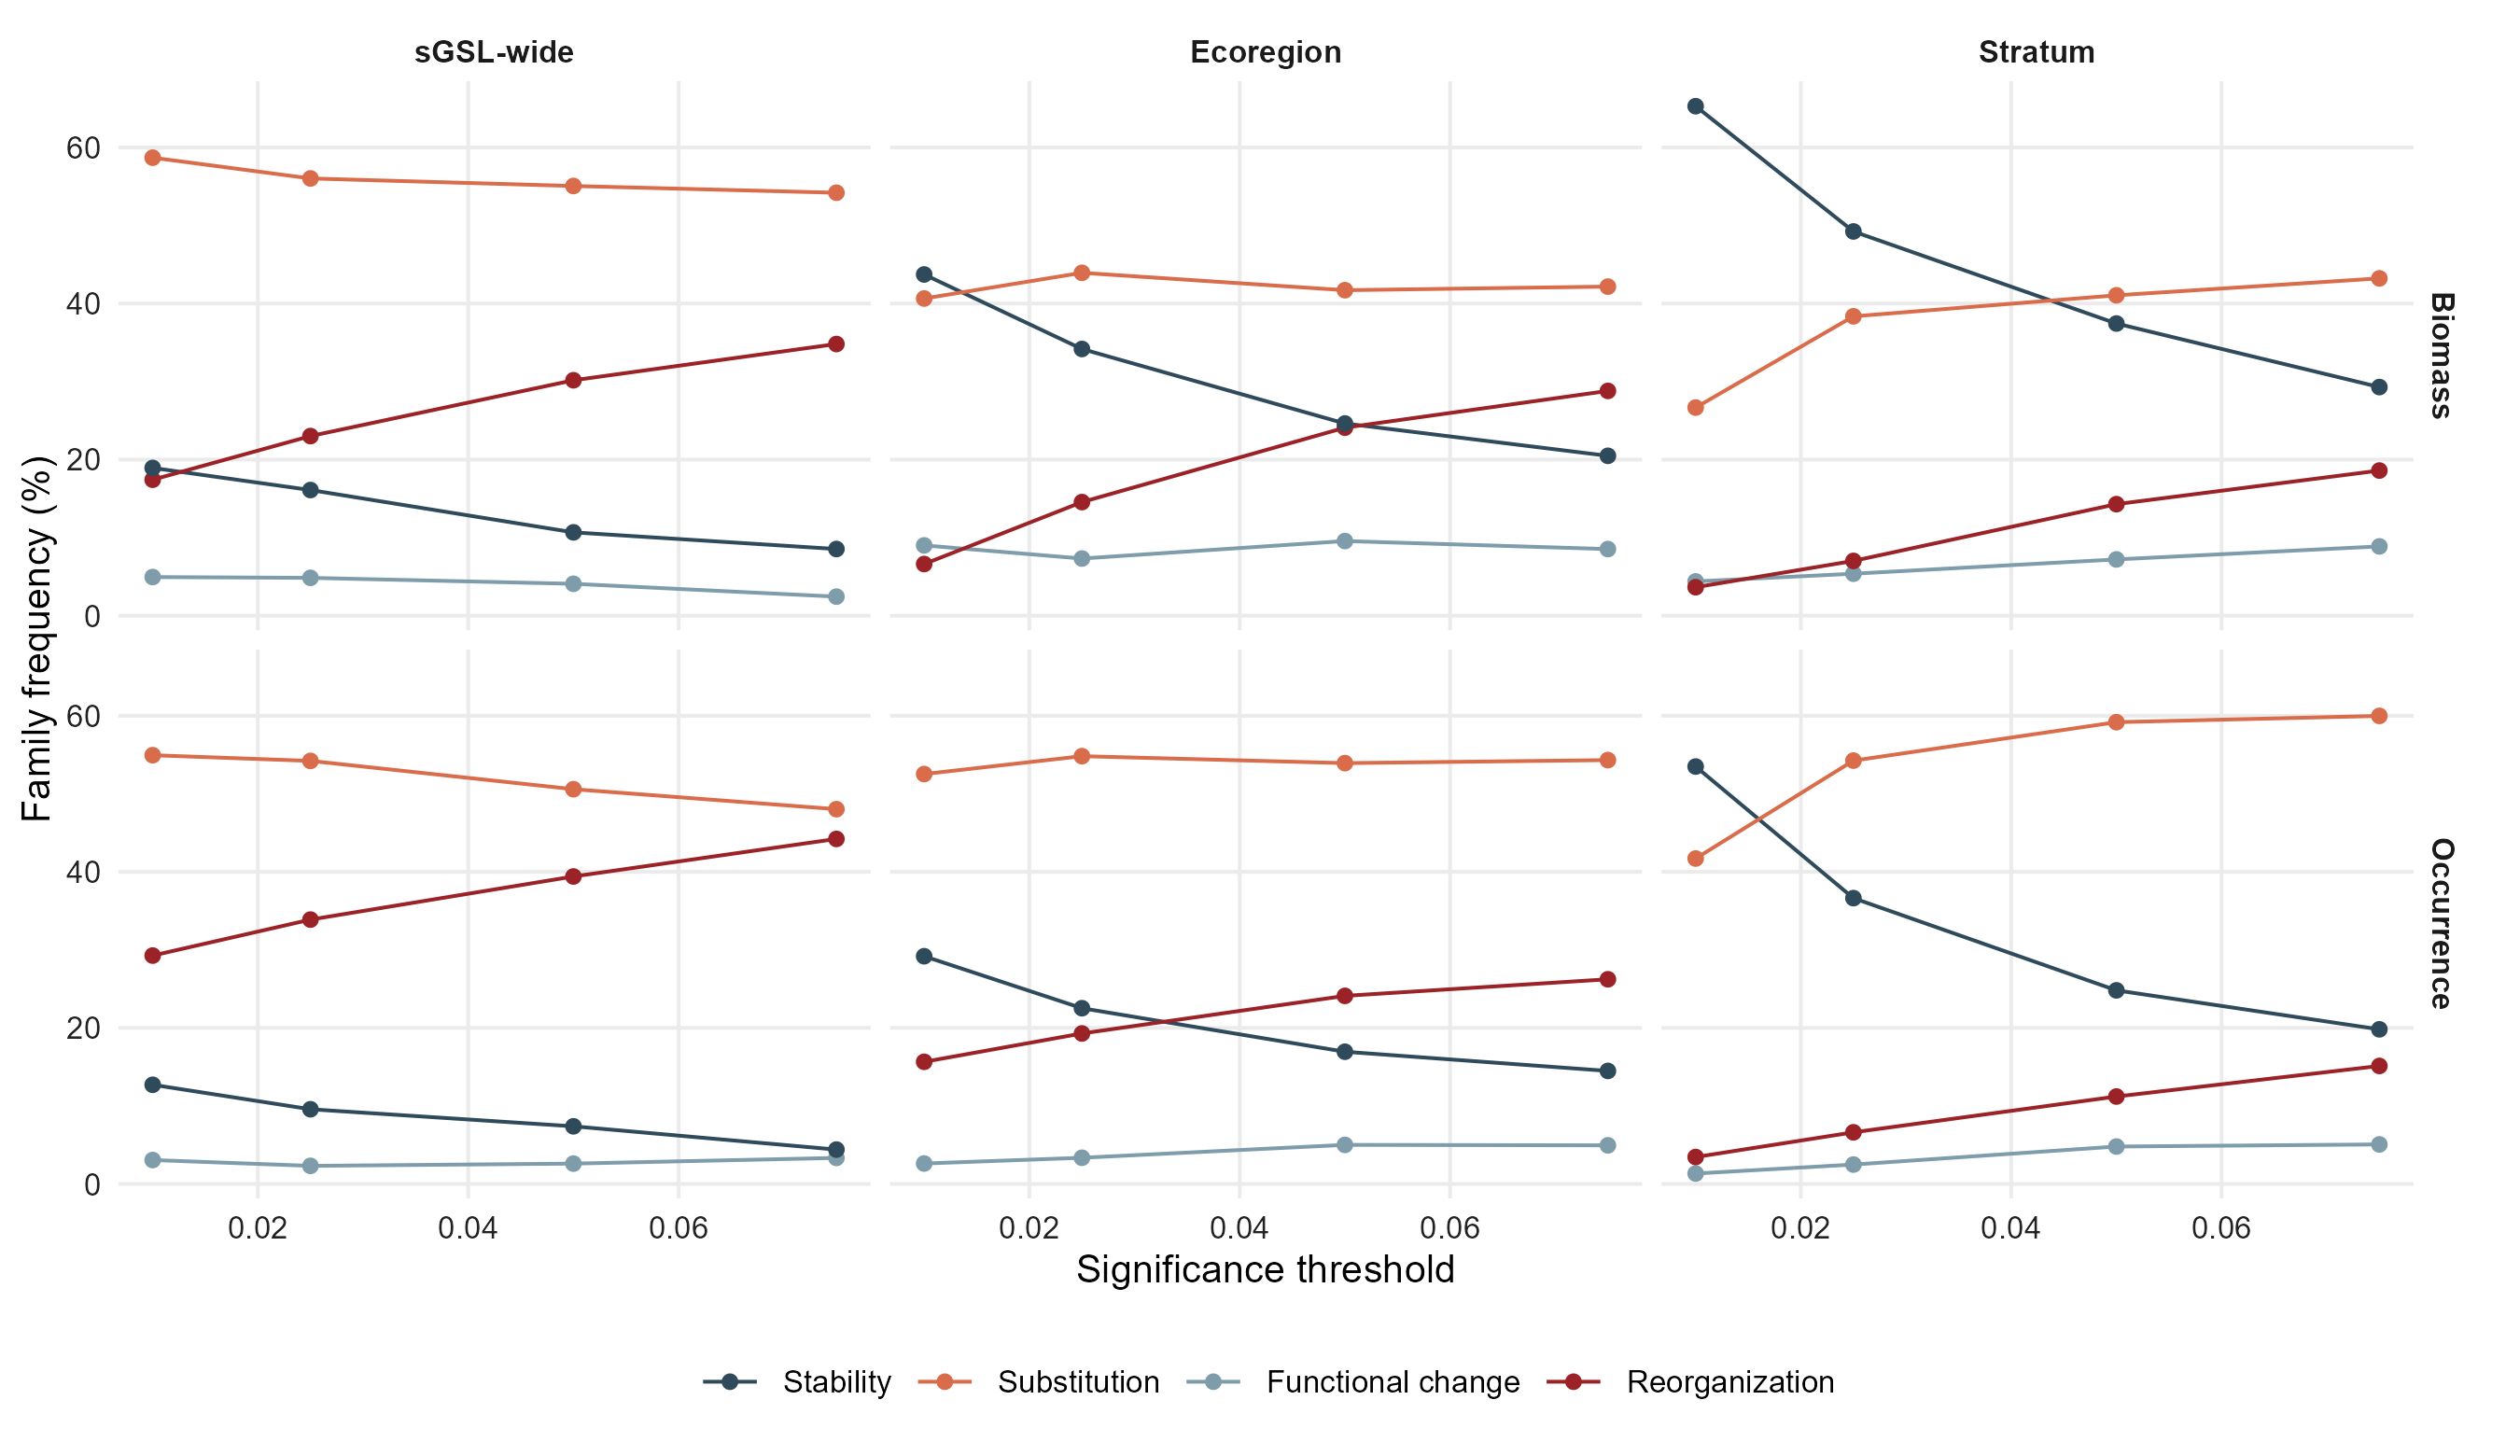 sGSL-wide Ecoregion Stratum
60
40
20
0
Biomass
Family frequency (%)
60
40
20
0
Occurrence
0.02 0.04 0.06 0.02 0.04 0.06 0.02 0.04 0.06
Significance threshold
Stability Substitution Functional change Reorganization